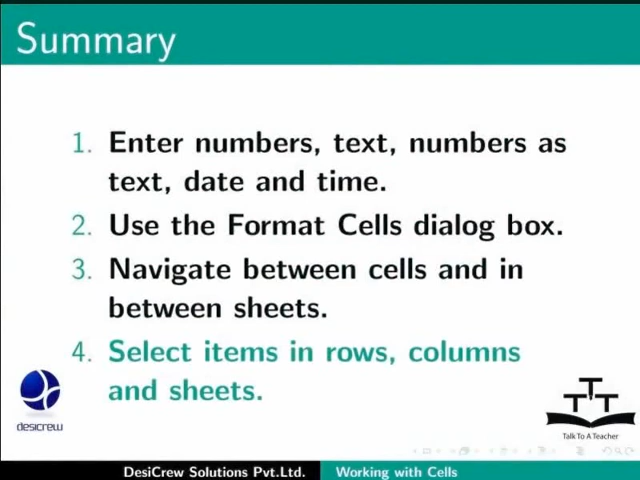 Summary
1. Enter numbers, text, numbers as
text, date and time.
2. Use the Format Cells dialog box.
3. Navigate between cells and in
between sheets.
4. Select items in rows, columns
and sheets.
desicrew
TTT
Talk To A Teacher
DesiCrew Solutions Pvt.Ltd. Working with Cells